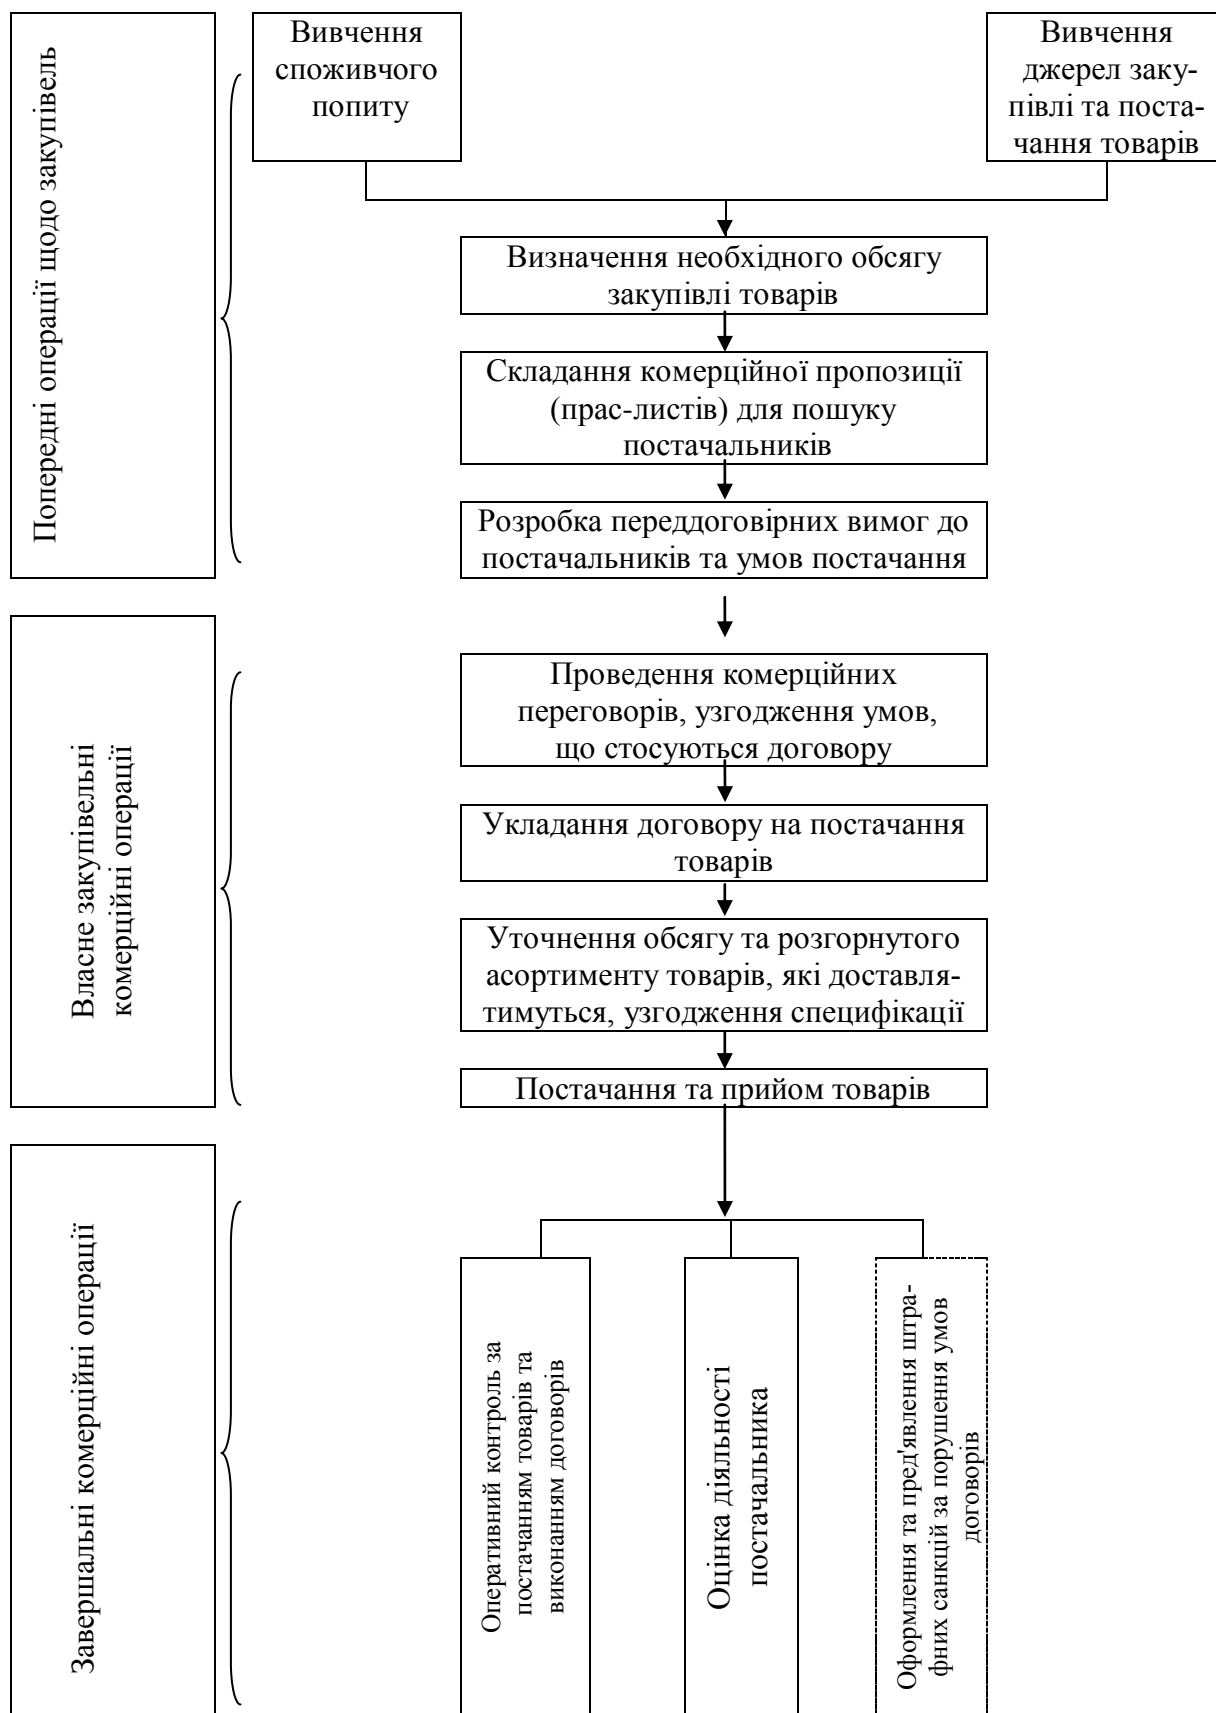 Попередні операції щодо закупівель
Вивчення
споживчого
попиту
Вивчення
джерел заку-
півлі та поста-
чання товарів
Визначення необхідного обсягу
закупівлі товарів
Складання комерційної пропозиції
(прас-листів) для пошуку
постачальників
Розробка переддоговірних вимог до
постачальників та умов постачання
Власне закупівельні
комерційні операції
Проведення комерційних
переговорів, узгодження умов,
що стосуються договору
Укладання договору на постачання
товарів
Уточнення обсягу та розгорнутого
асортименту товарів, які доставля-
тимуться, узгодження специфікації
Постачання та прийом товарів
Завершальні комерційні операції
Оперативний контроль за
постачанням товарів та
виконанням договорів
Оцінка діяльності
постачальника
Оформлення та пред'явлення штра-
фних санкцій за порушення умов
договорів